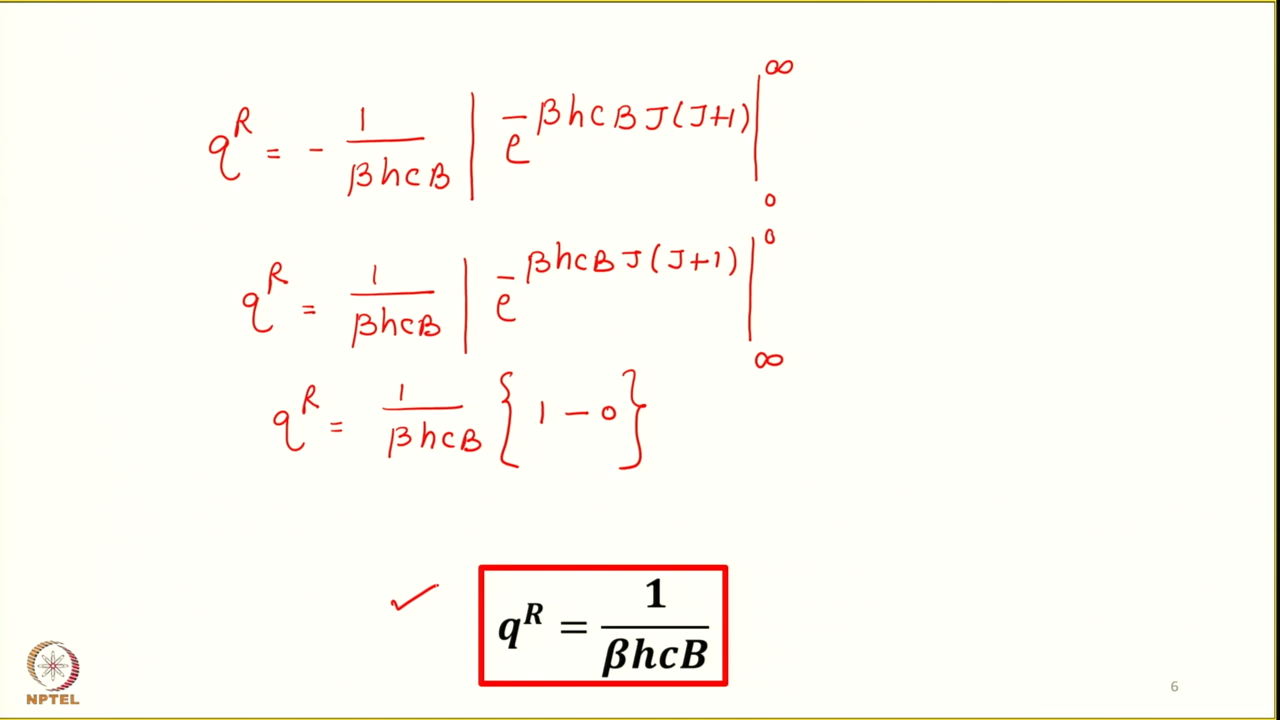 q^R = - 1/βhcB | e^{-βhcBJ(J+1)} |_0^∞
q^R = 1/βhcB | e^{-βhcBJ(J+1)} |_∞^0
q^R = 1/βhcB { 1 - 0 }
✓ q^R = 1/βhcB
NPTEL
6